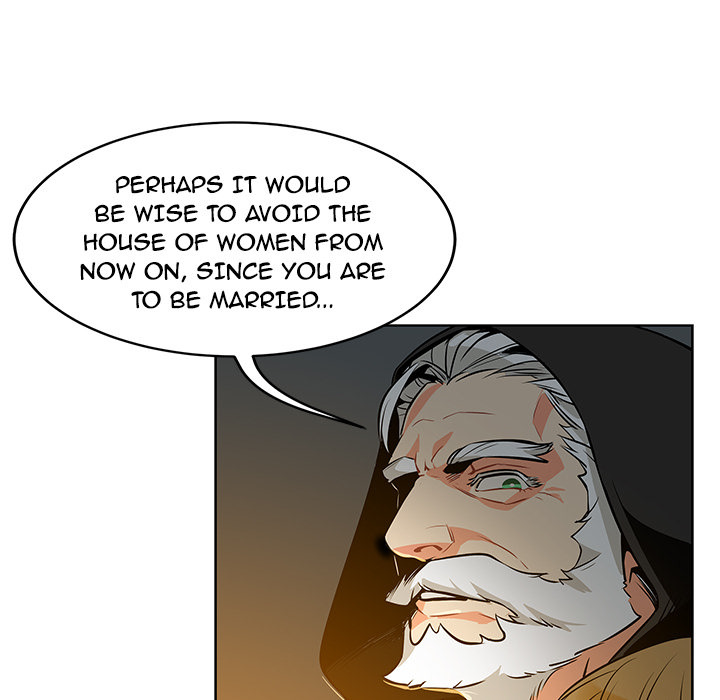 PERHAPS IT WOULD
BE WISE TO AVOID THE
HOUSE OF WOMEN FROM
NOW ON, SINCE YOU ARE
TO BE MARRIED...